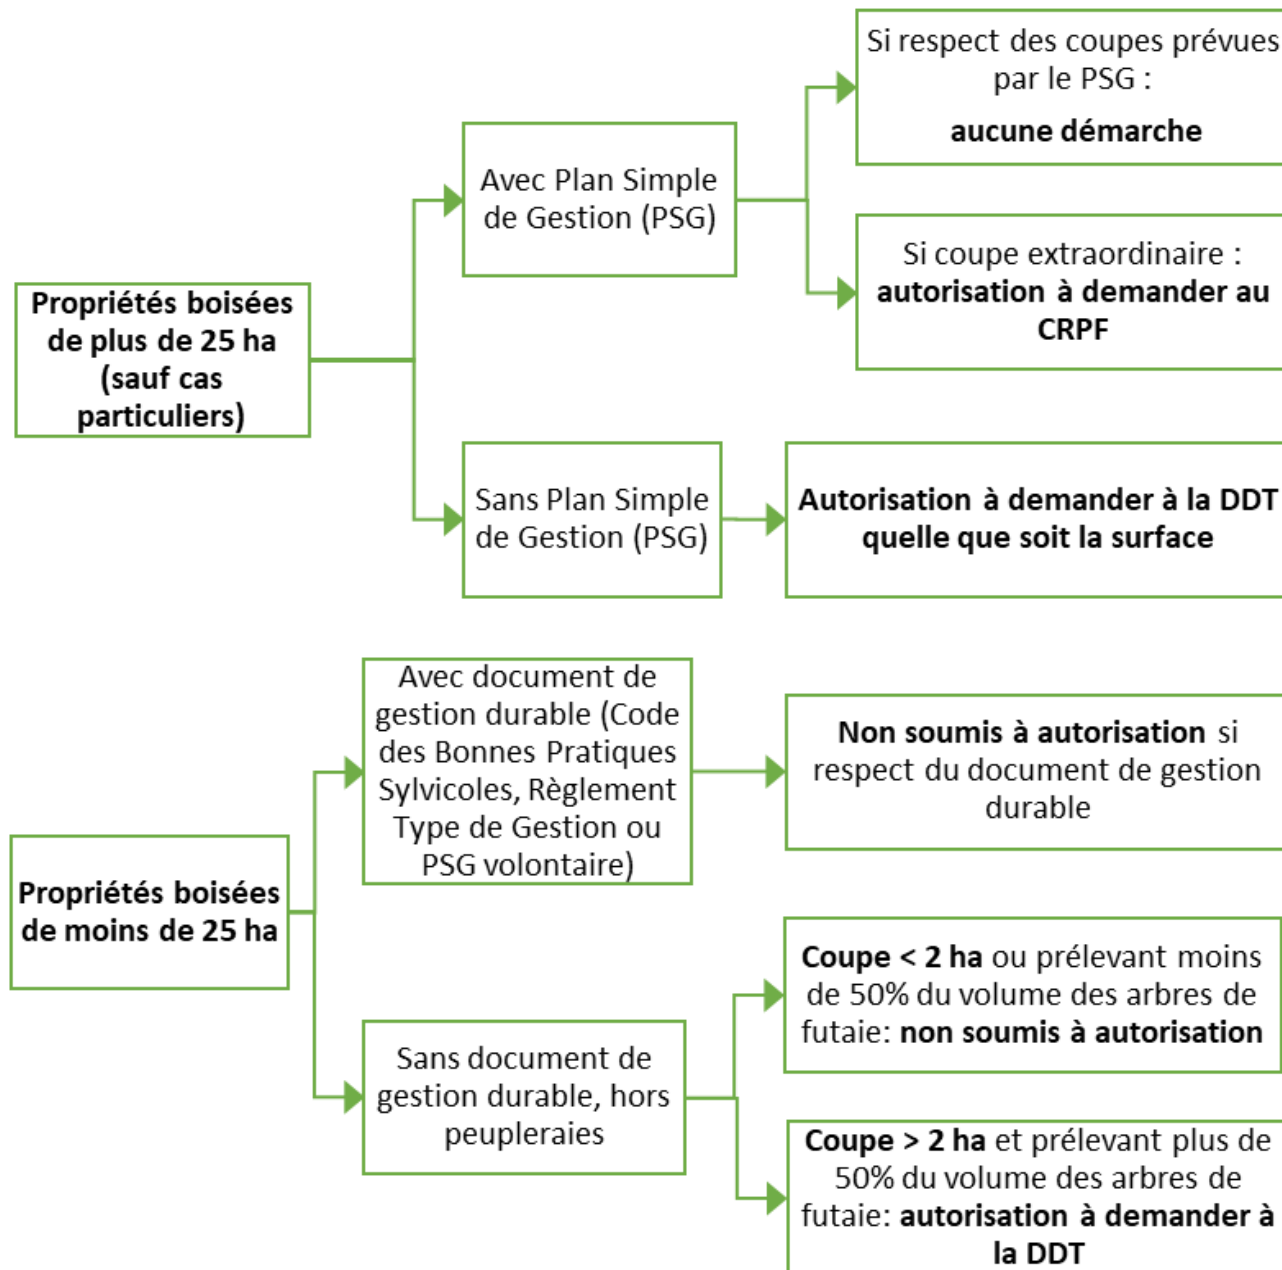 Propriétés boisées
de plus de 25 ha
(sauf cas
particuliers)
Avec Plan Simple
de Gestion (PSG)
Si respect des coupes prévues
par le PSG :
aucune démarche
Si coupe extraordinaire :
autorisation à demander au
CRPF
Sans Plan Simple
de Gestion (PSG)
Autorisation à demander à la DDT
quelle que soit la surface
Propriétés boisées
de moins de 25 ha
Avec document de
gestion durable (Code
des Bonnes Pratiques
Sylvicoles, Règlement
Type de Gestion ou
PSG volontaire)
Non soumis à autorisation si
respect du document de gestion
durable
Sans document de
gestion durable, hors
peupleraies
Coupe < 2 ha ou prélevant moins
de 50% du volume des arbres de
futaie: non soumis à autorisation
Coupe > 2 ha et prélevant plus de
50% du volume des arbres de
futaie: autorisation à demander à
la DDT